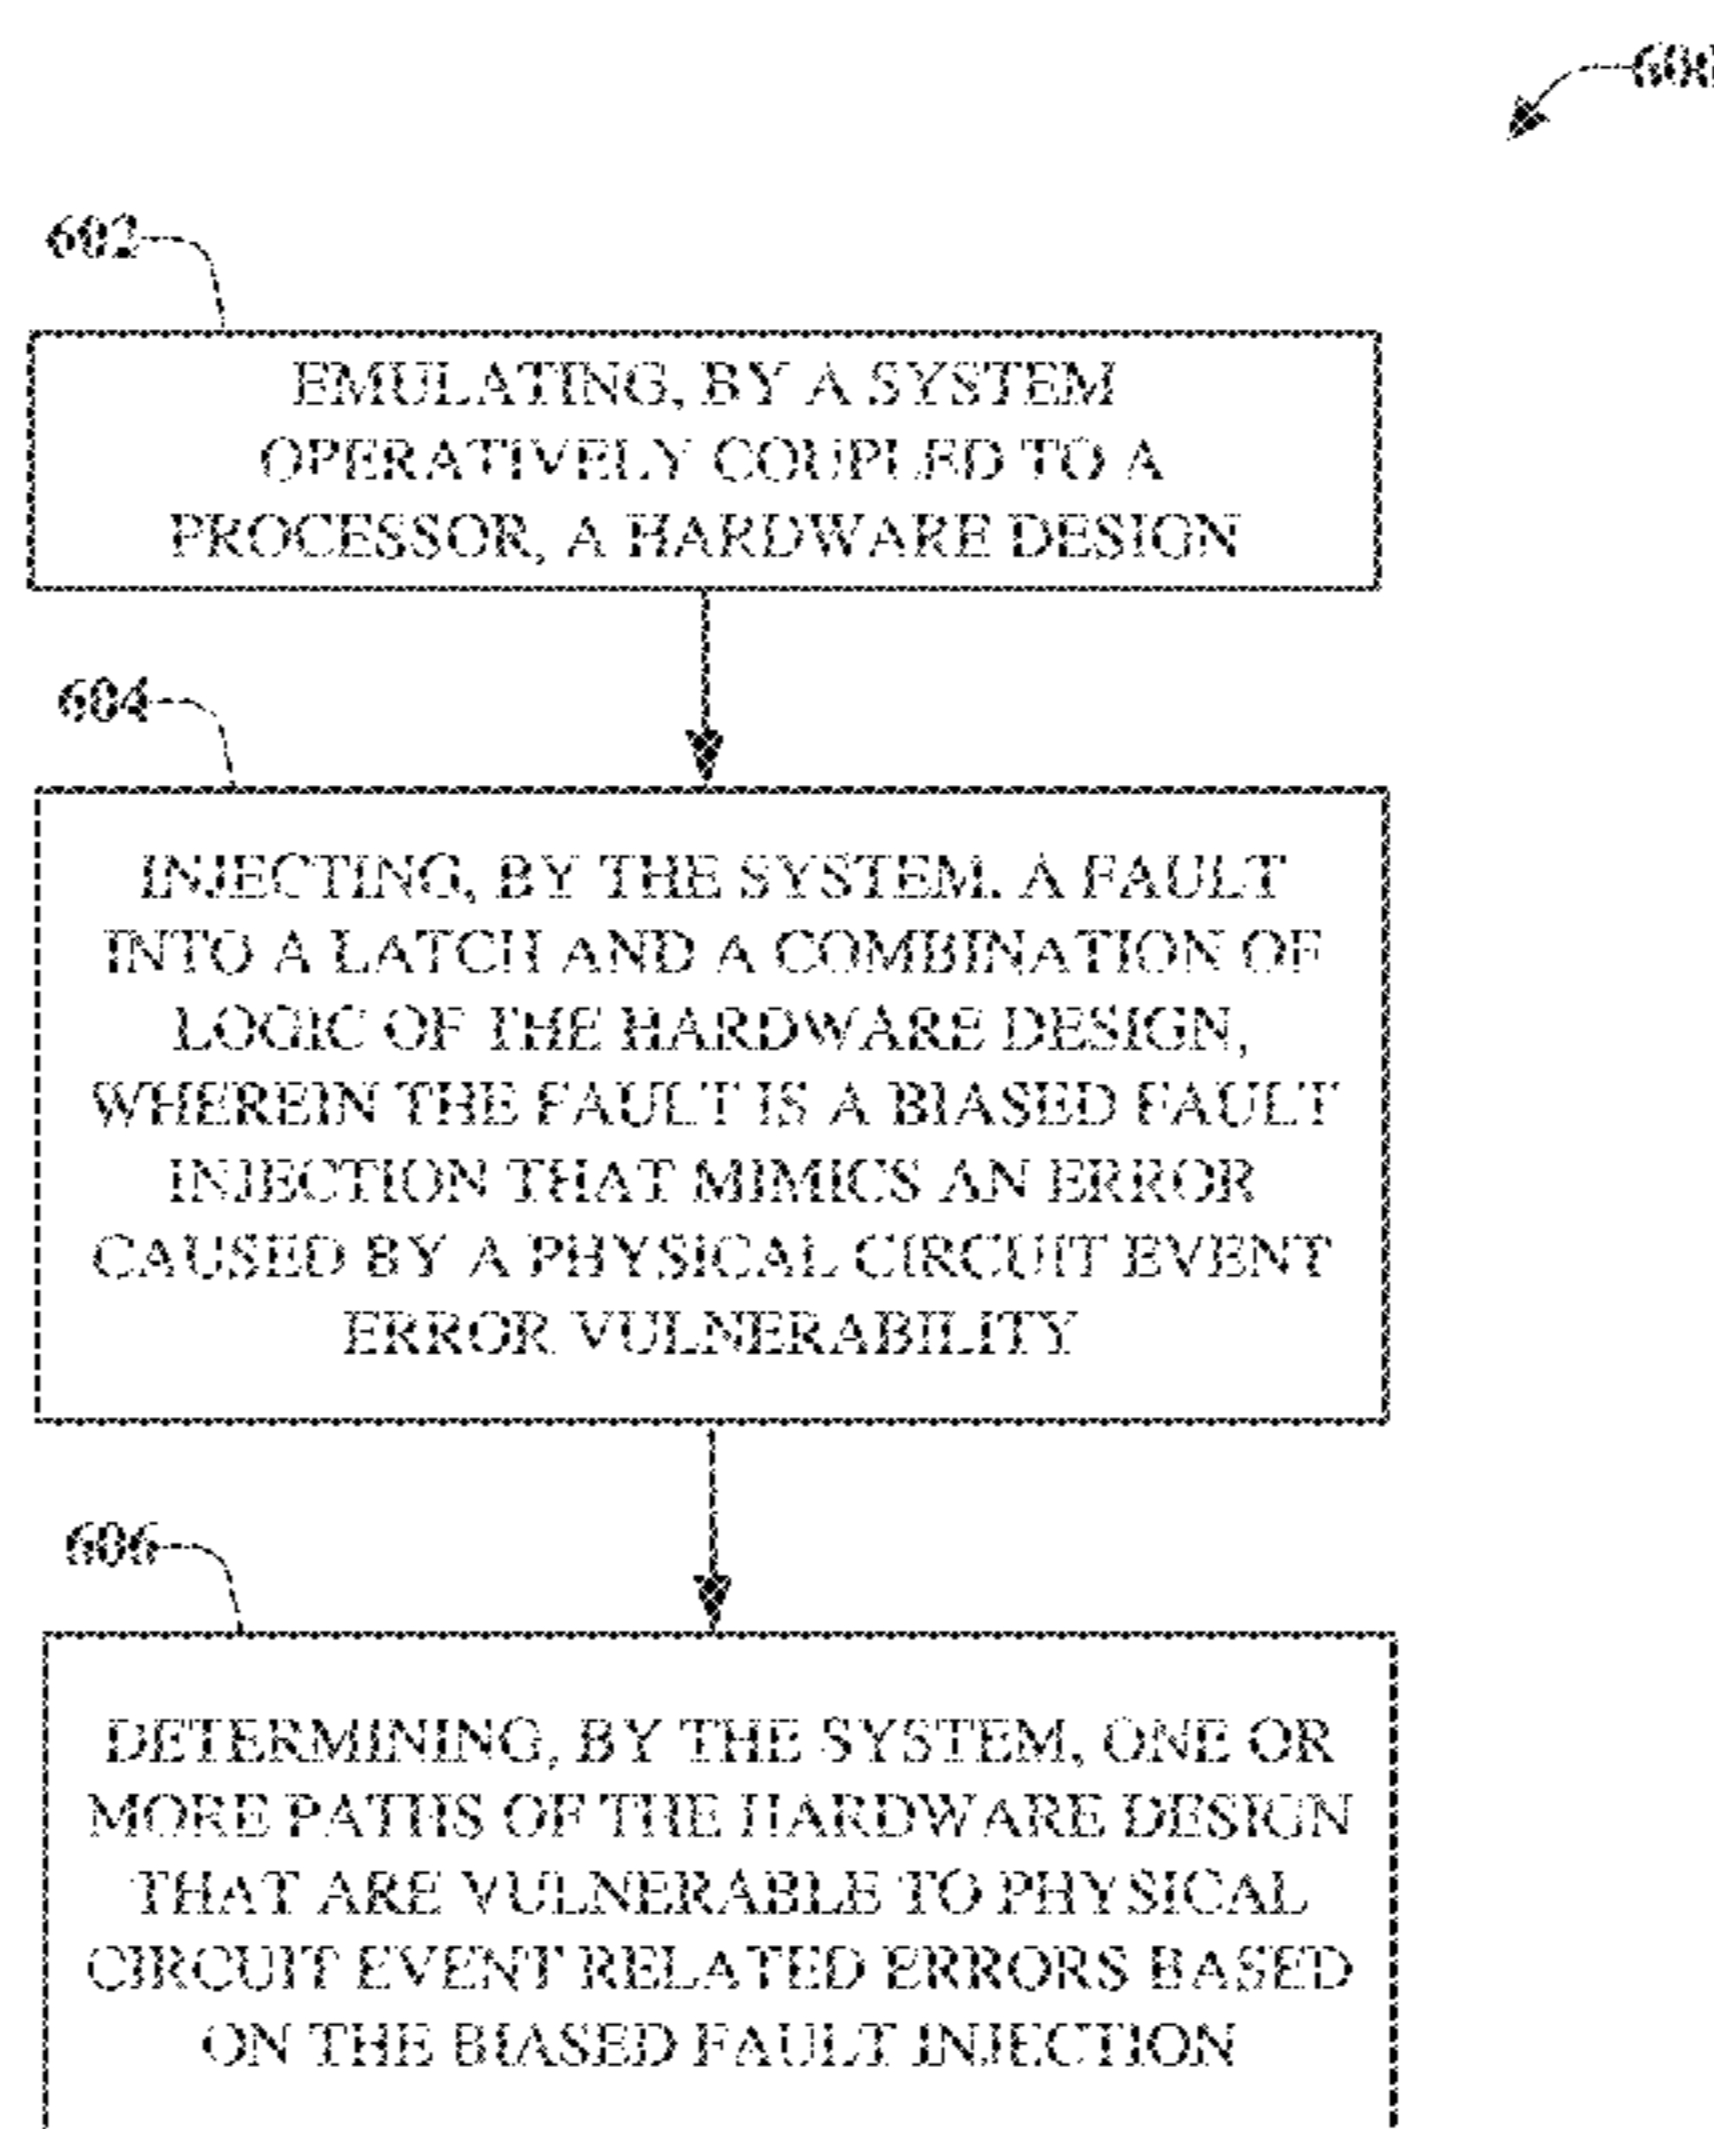 602
EMULATING, BY A SYSTEM
OPERATIVELY COUPLED TO A
PROCESSOR, A HARDWARE DESIGN
604
INJECTING, BY THE SYSTEM, A FAULT
INTO A LATCH AND A COMBINATION OF
LOGIC OF THE HARDWARE DESIGN,
WHEREIN THE FAULT IS A BIASED FAULT
INJECTION THAT MIMICS AN ERROR
CAUSED BY A PHYSICAL CIRCUIT EVENT
ERROR VULNERABILITY
606
DETERMINING, BY THE SYSTEM, ONE OR
MORE PATHS OF THE HARDWARE DESIGN
THAT ARE VULNERABLE TO PHYSICAL
CIRCUIT EVENT RELATED ERRORS BASED
ON THE BIASED FAULT INJECTION